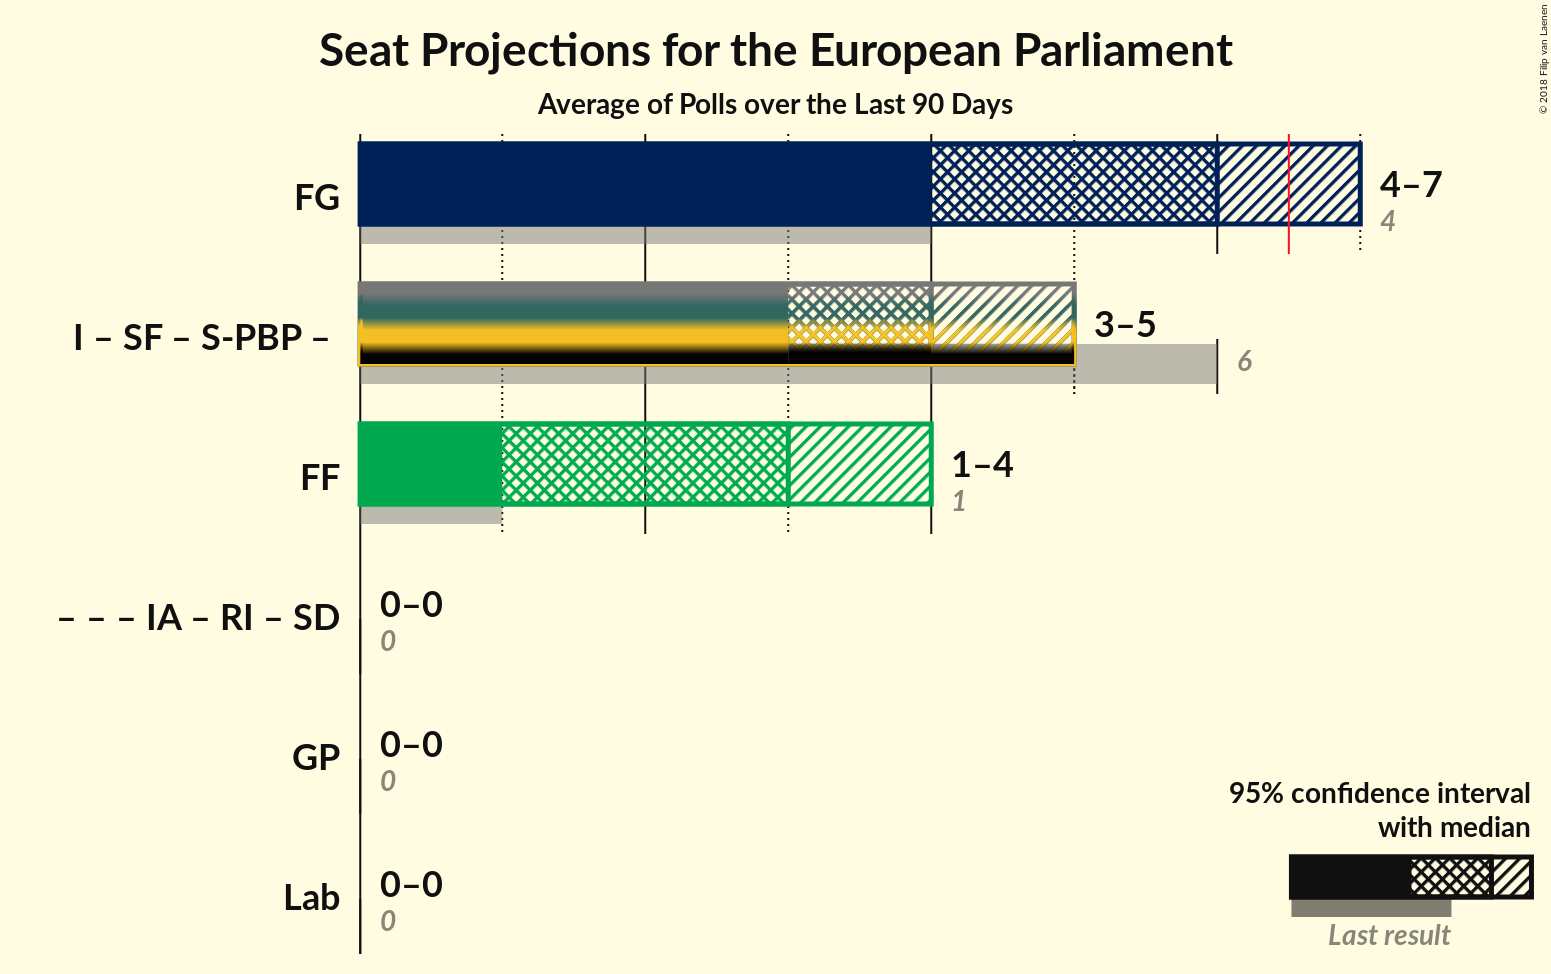 Seat Projections for the European Parliament
Average of Polls over the Last 90 Days
© 2018 Filip van Laenen
FG
4–7
4
I – SF – S-PBP –
3–5
6
FF
1–4
1
– – – IA – RI – SD
0–0
0
GP
0–0
0
Lab
0–0
0
95% confidence interval
with median
Last result